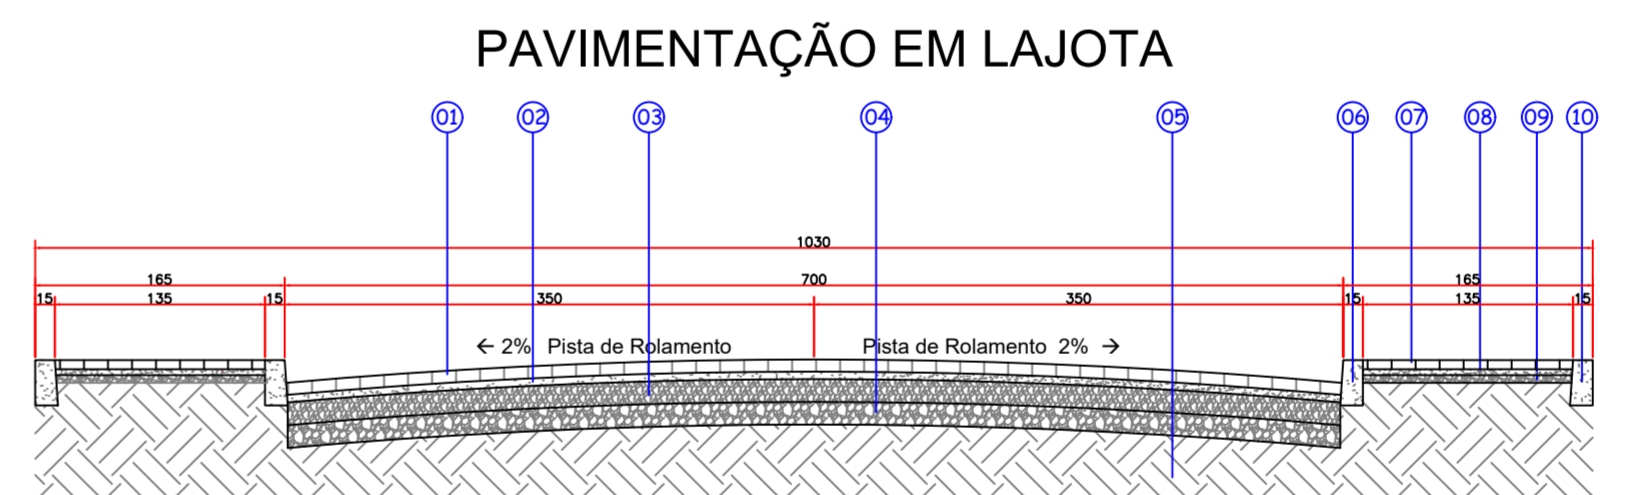 PAVIMENTAÇÃO EM LAJOTA
01 02 03 04 05 06 07 08 09 10
1030
165 700 165
15 135 15 350 350 15 135 15
← 2% Pista de Rolamento Pista de Rolamento 2% →